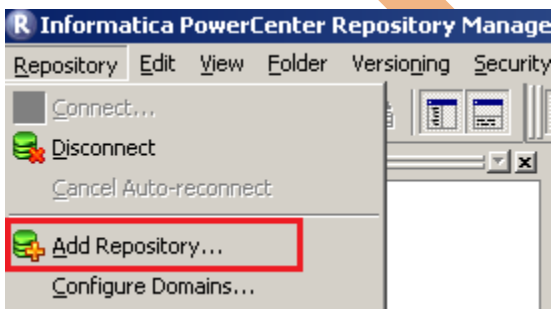 Informatica PowerCenter Repository Manage
Repository Edit View Folder Versioning Security
Connect...
Disconnect
Cancel Auto-reconnect
Add Repository...
Configure Domains...